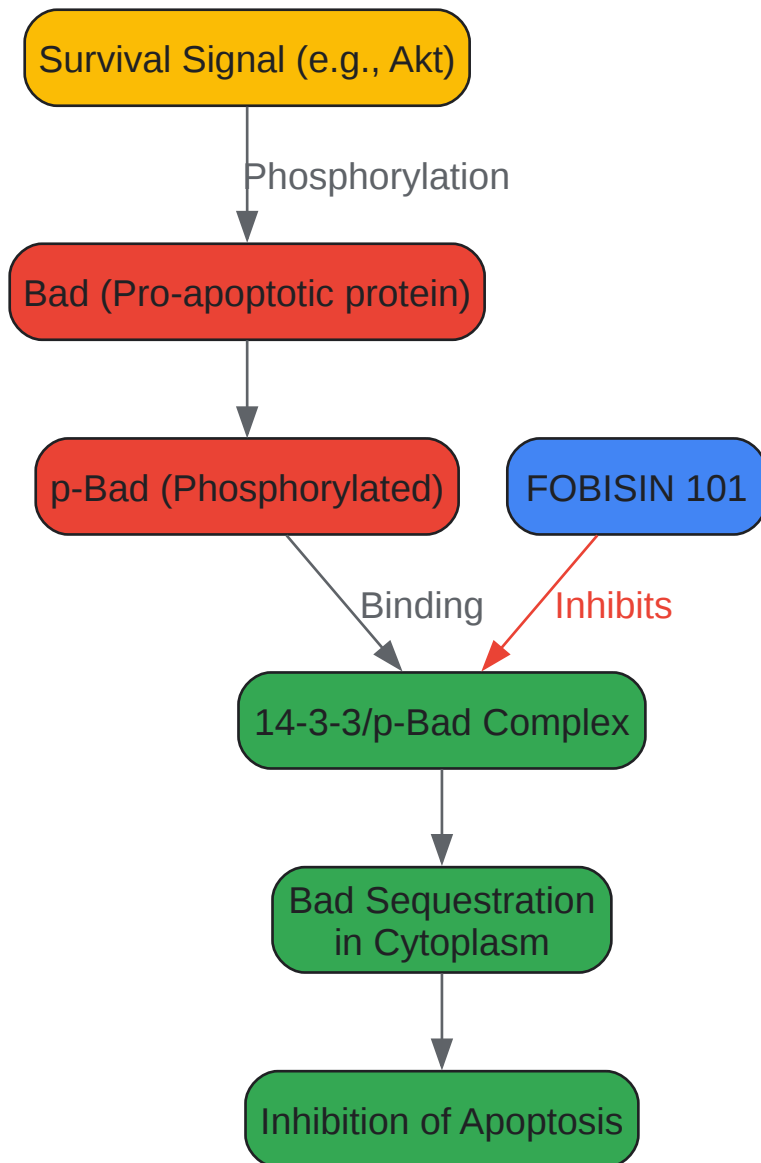 Survival Signal (e.g., Akt)
Phosphorylation
Bad (Pro-apoptotic protein)
p-Bad (Phosphorylated)
FOBISIN 101
Binding
Inhibits
14-3-3/p-Bad Complex
Bad Sequestration
in Cytoplasm
Inhibition of Apoptosis